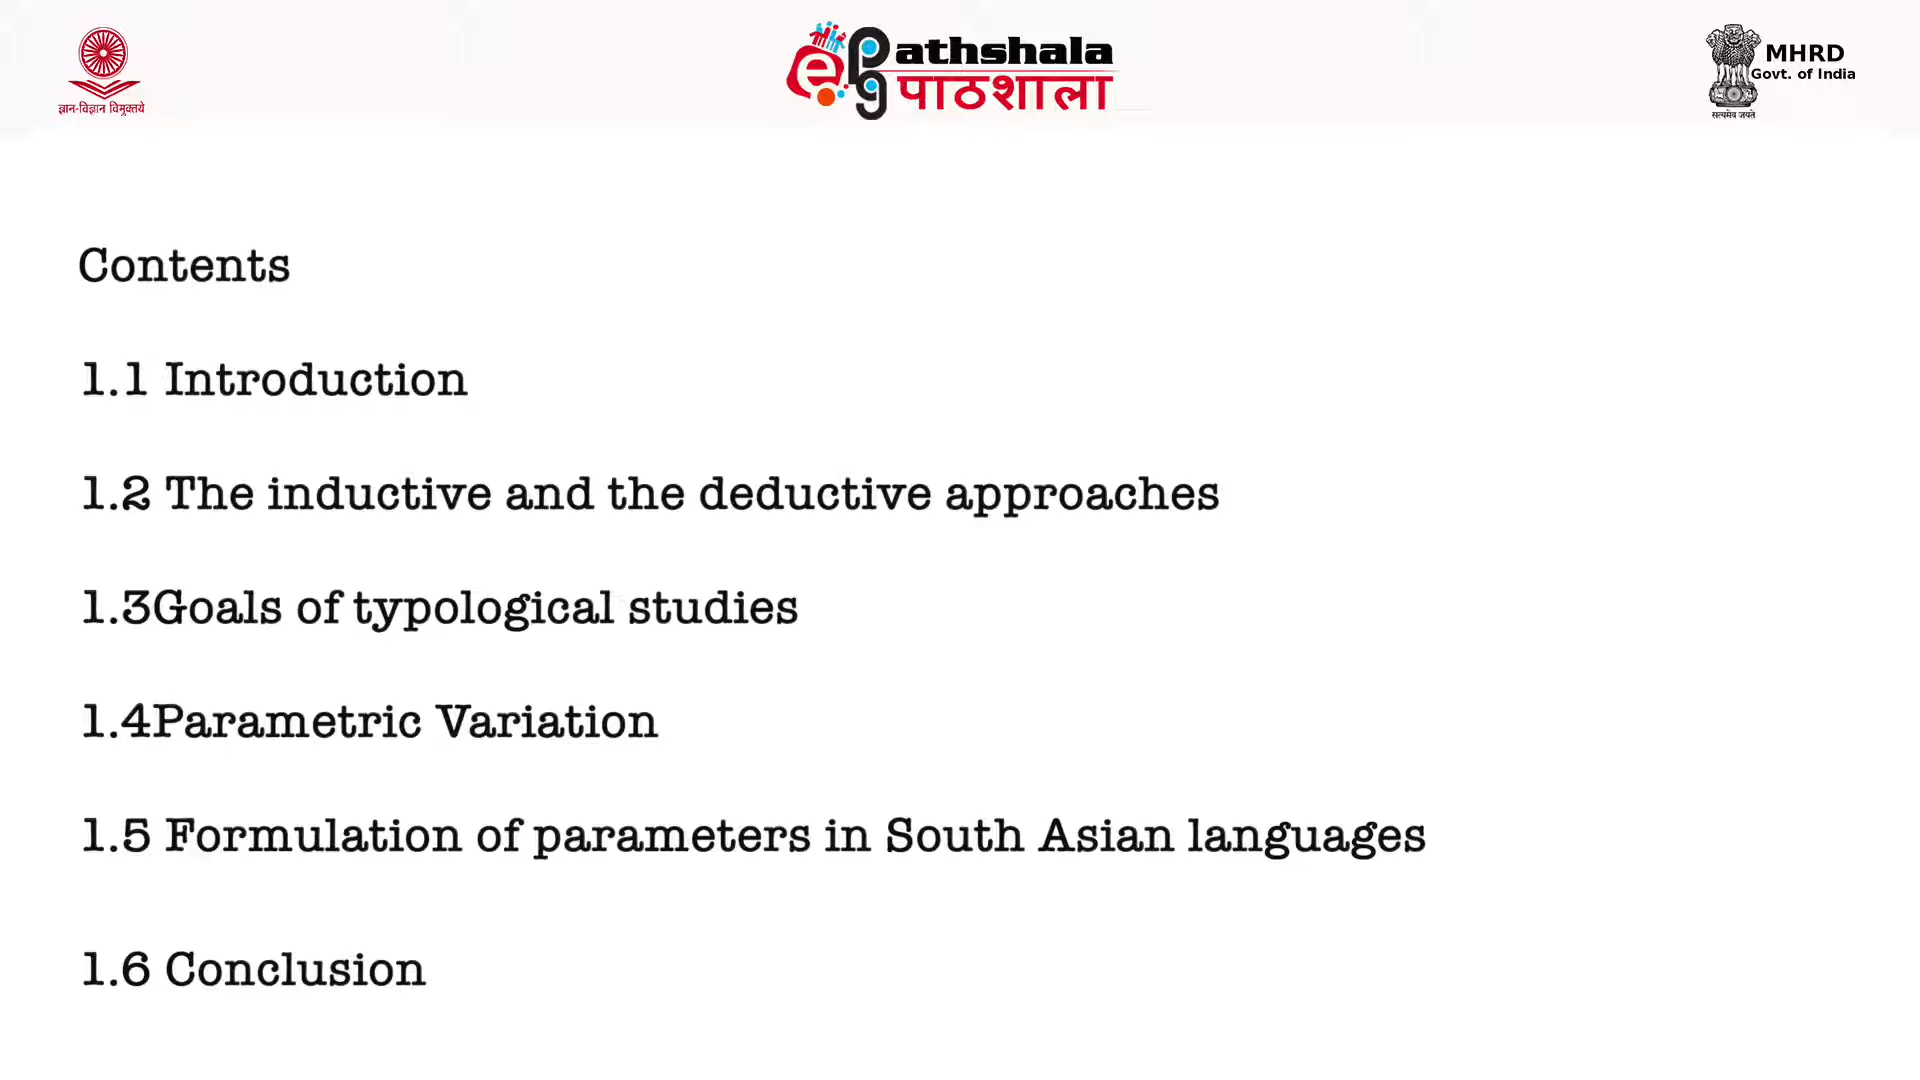 ज्ञान-विज्ञान विमुक्तये
e pg Pathshala
पाठशाला
MHRD
Govt. of India
सत्यमेव जयते
Contents
1.1 Introduction
1.2 The inductive and the deductive approaches
1.3Goals of typological studies
1.4Parametric Variation
1.5 Formulation of parameters in South Asian languages
1.6 Conclusion